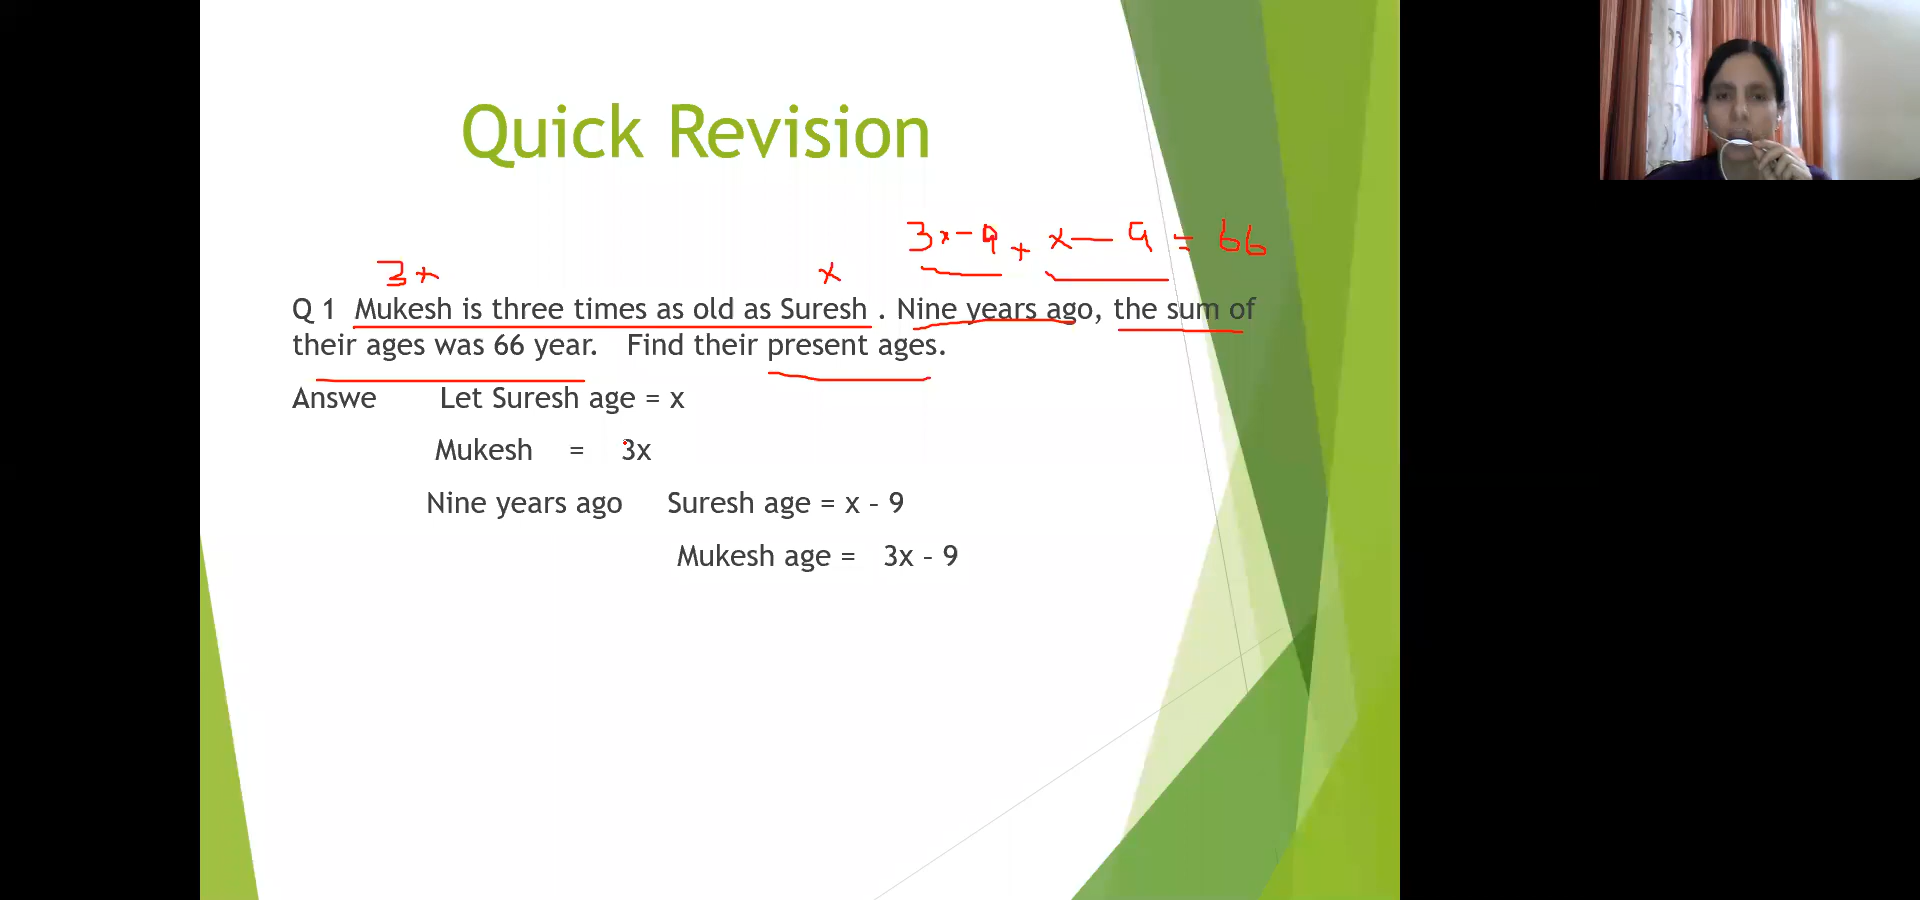 Quick Revision
3x - 9 + x - 9 = 66
3x x
Q 1 Mukesh is three times as old as Suresh . Nine years ago, the sum of
their ages was 66 year. Find their present ages.
Answe Let Suresh age = x
Mukesh = 3x
Nine years ago Suresh age = x - 9
Mukesh age = 3x - 9